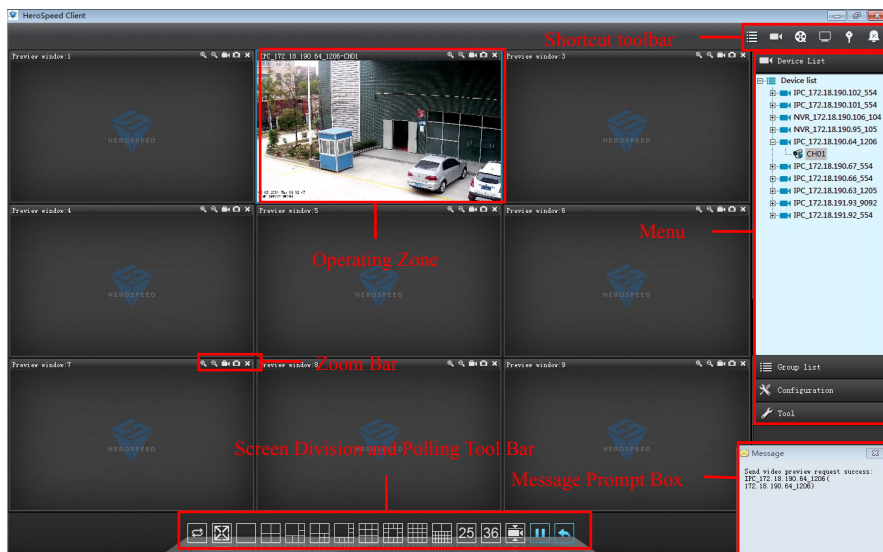 HeroSpeed Client
Shortcut toolbar
Preview window:1
IPC_172.18.190.64_1206-CH01
Preview window:3
Device List
Device list
IPC_172.18.190.102_554
IPC_172.18.190.101_554
NVR_172.18.190.106_104
NVR_172.18.190.95_105
IPC_172.18.190.64_1206
CH01
IPC_172.18.190.67_554
IPC_172.18.190.66_554
IPC_172.18.190.63_1205
IPC_172.18.191.93_9092
IPC_172.18.191.92_554
HEROSPEED
HEROSPEED
Preview window:4
Preview window:5
Preview window:6
Menu
Operating Zone
HEROSPEED
HEROSPEED
HEROSPEED
Preview window:7
Zoom Bar
Preview window:8
Preview window:9
Group list
Configuration
Tool
HEROSPEED
HEROSPEED
HEROSPEED
Screen Division and Polling Tool Bar
Message Prompt Box
Message
Send video preview request success:
IPC_172.18.190.64_1206(
172.18.190.64_1206)
25
36